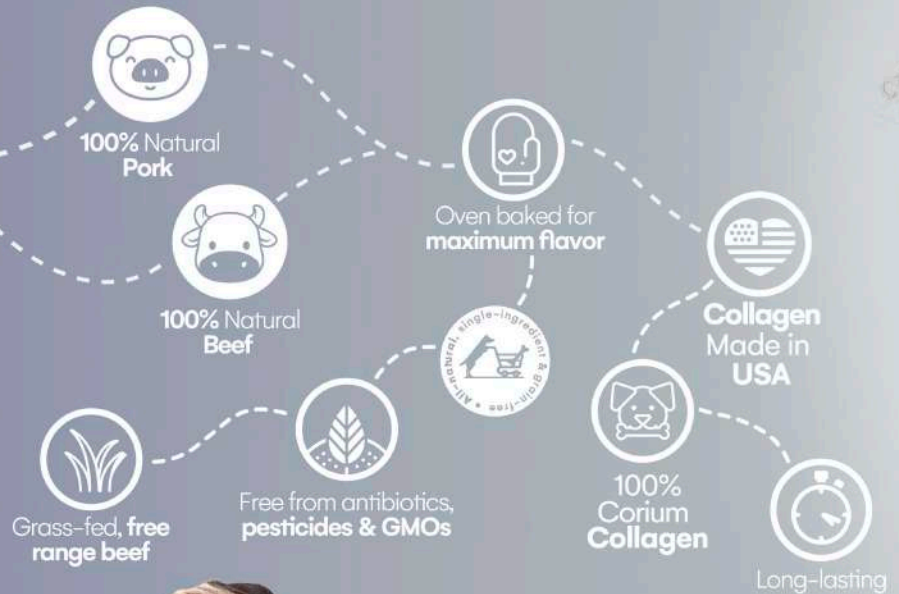 100% Natural
Pork
100% Natural
Beef
Oven baked for
maximum flavor
Collagen
Made in
USA
All-natural, single-ingredient & grain-free •
Grass-fed, free
range beef
Free from antibiotics,
pesticides & GMOs
100%
Corium
Collagen
Long-lasting